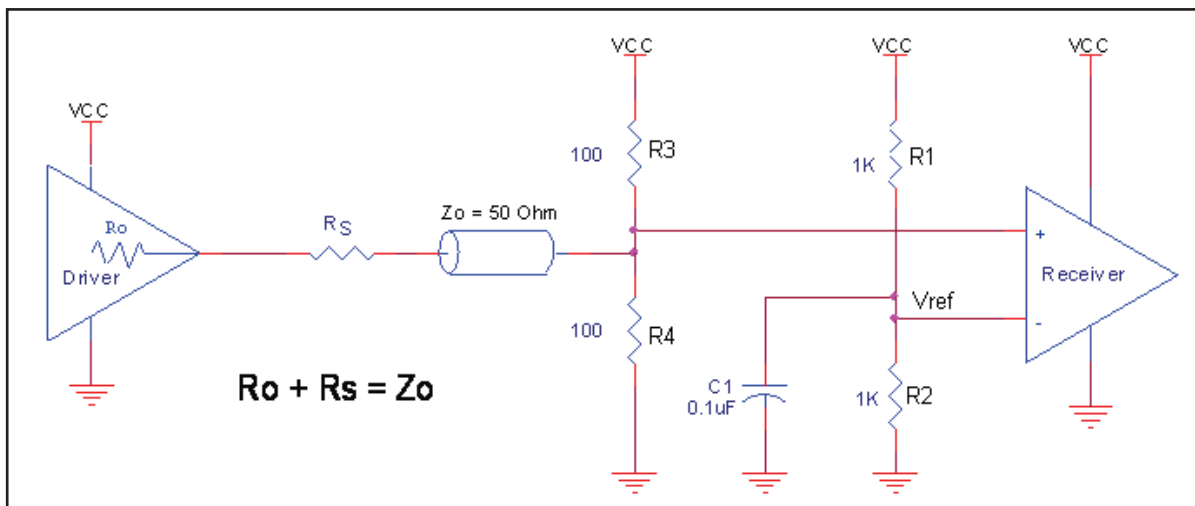 VCC
VCC
VCC
VCC
R3
100
R1
1K
Ro
Driver
RS
Zo = 50 Ohm
+
Receiver
Vref
-
R4
100
C1
0.1uF
R2
1K
Ro + Rs = Zo